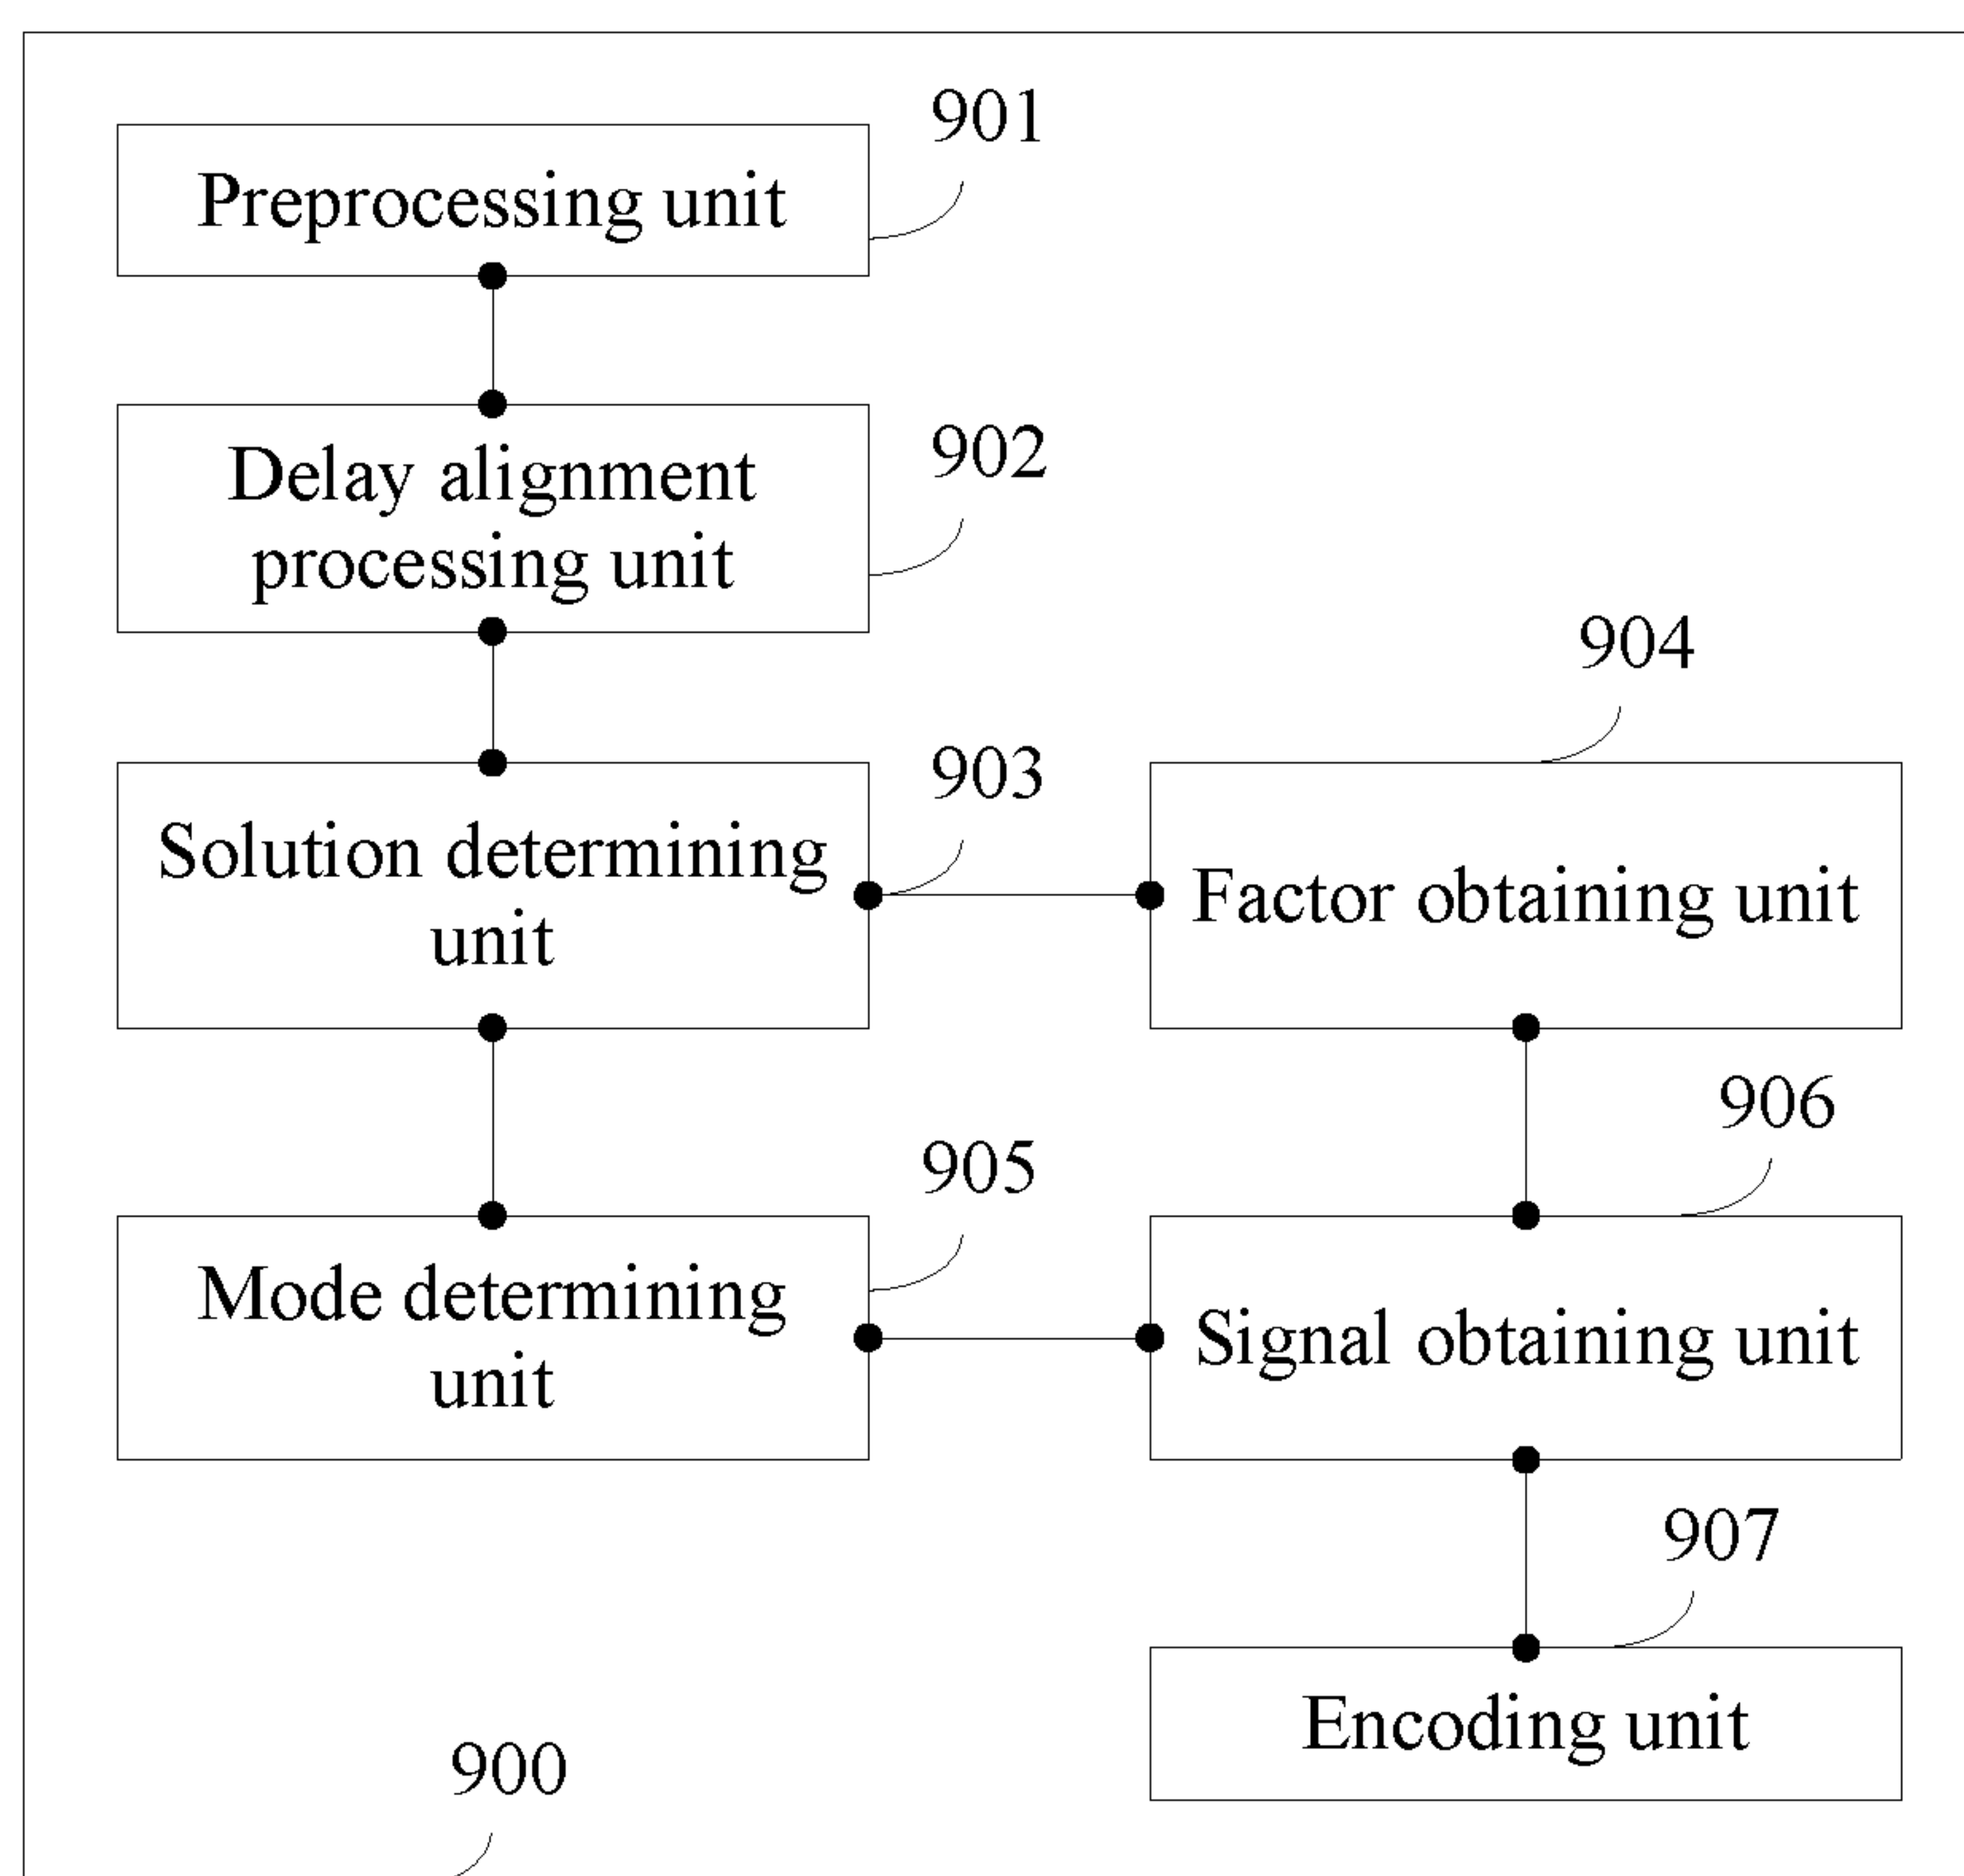 901
Preprocessing unit
902
Delay alignment
processing unit
904
903
Solution determining
unit
Factor obtaining unit
906
905
Mode determining
unit
Signal obtaining unit
907
Encoding unit
900